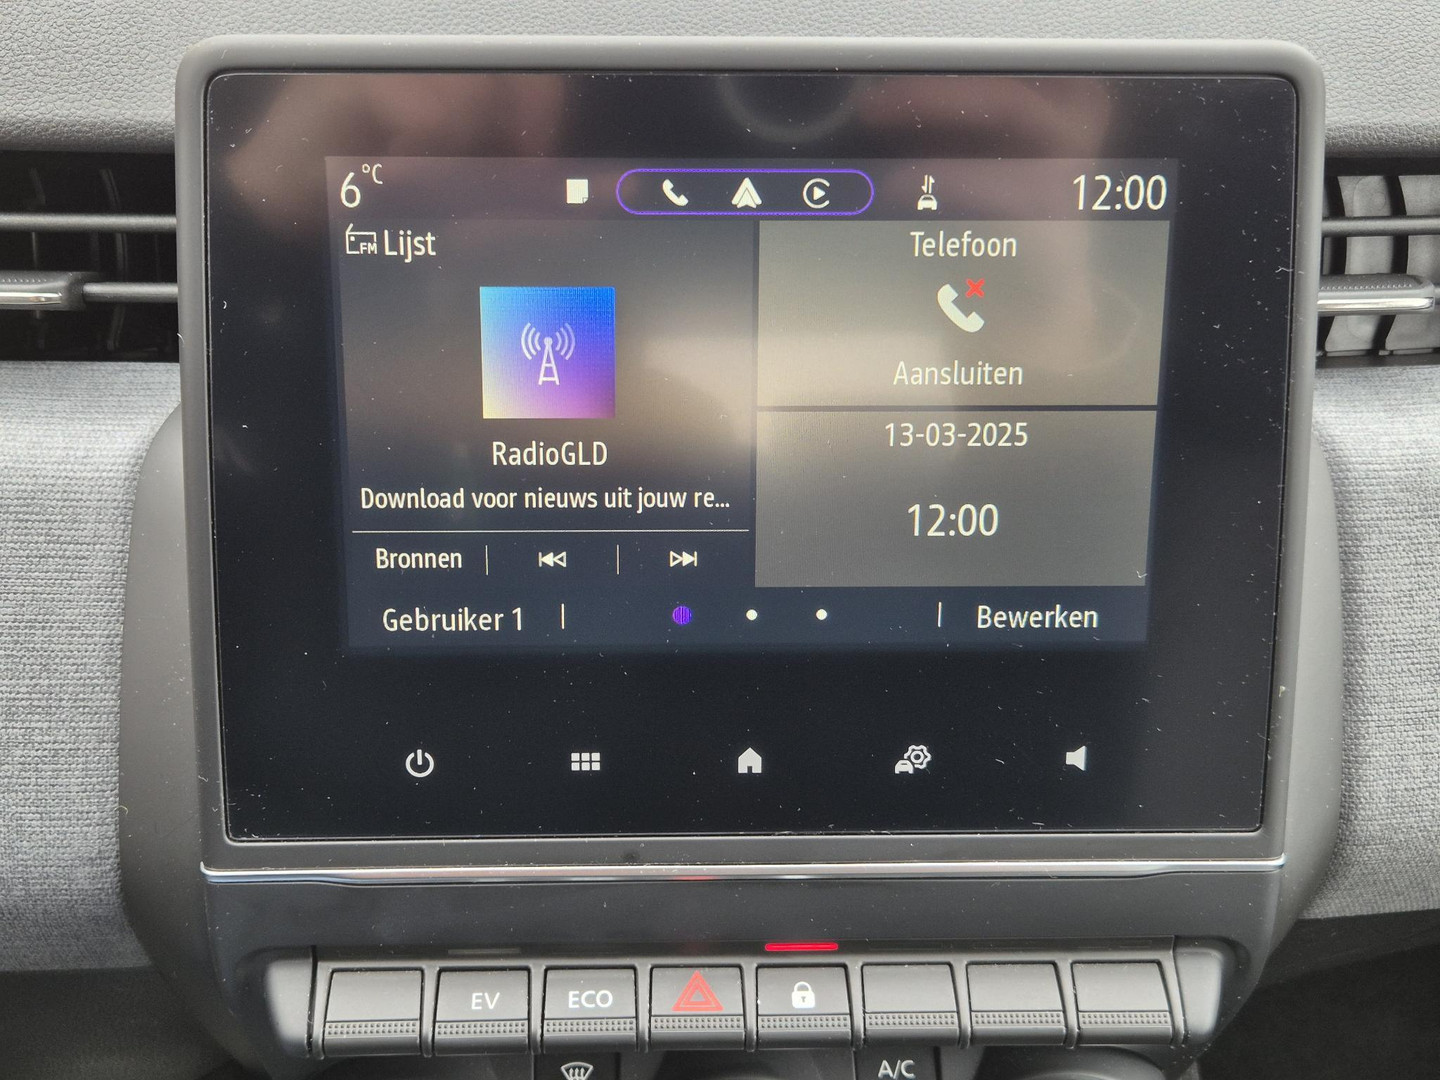 6°C
12:00
FM Lijst
Telefoon
Aansluiten
RadioGLD
Download voor nieuws uit jouw re...
13-03-2025
12:00
Bronnen
Gebruiker 1
Bewerken
EV
ECO
A/C